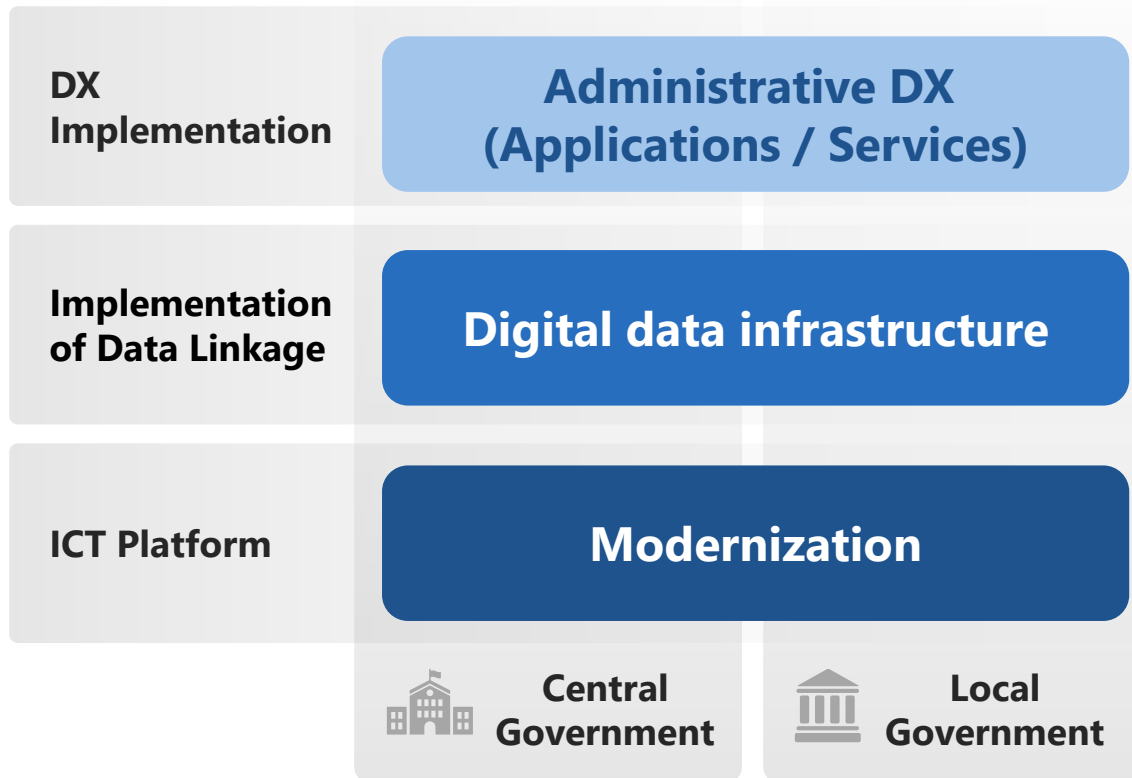 DX
Implementation
Administrative DX
(Applications / Services)
Implementation
of Data Linkage
Digital data infrastructure
ICT Platform
Modernization
Central
Government
Local
Government